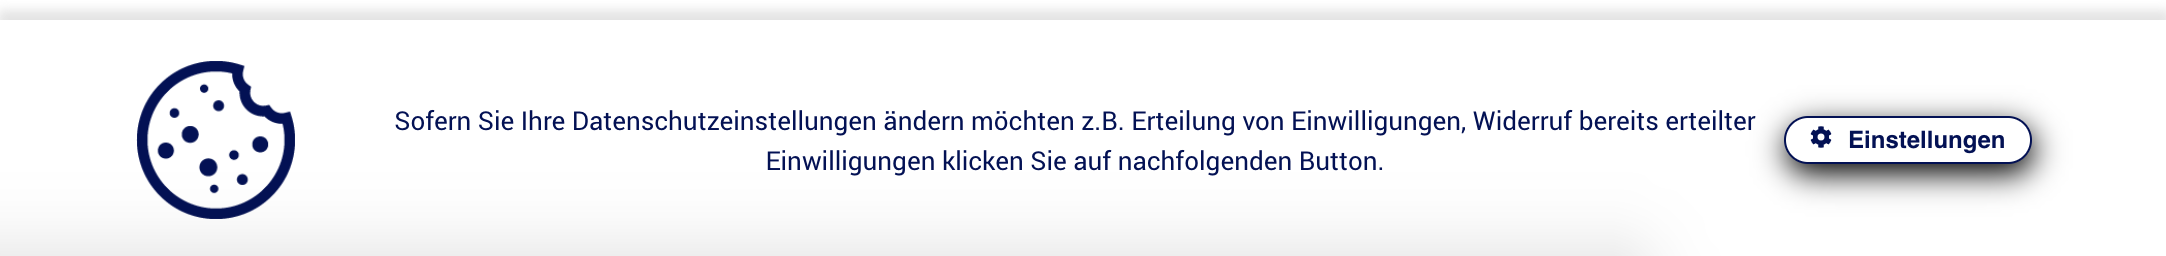 Sofern Sie Ihre Datenschutzeinstellungen ändern möchten z.B. Erteilung von Einwilligungen, Widerruf bereits erteilter
Einwilligungen klicken Sie auf nachfolgenden Button.
Einstellungen